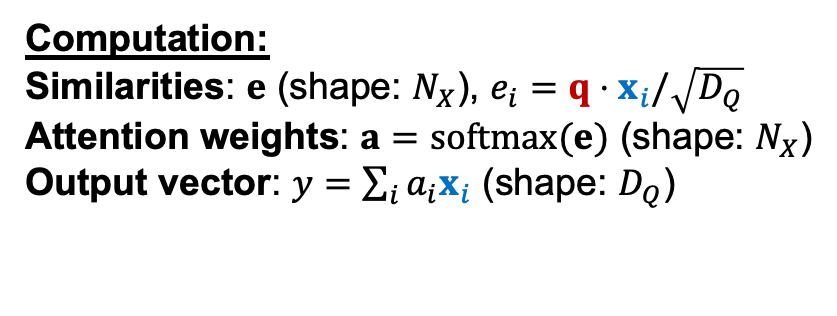 Computation:
Similarities: e (shape: N_X), e_i = q · x_i/√D_Q
Attention weights: a = softmax(e) (shape: N_X)
Output vector: y = ∑_i a_i x_i (shape: D_Q)